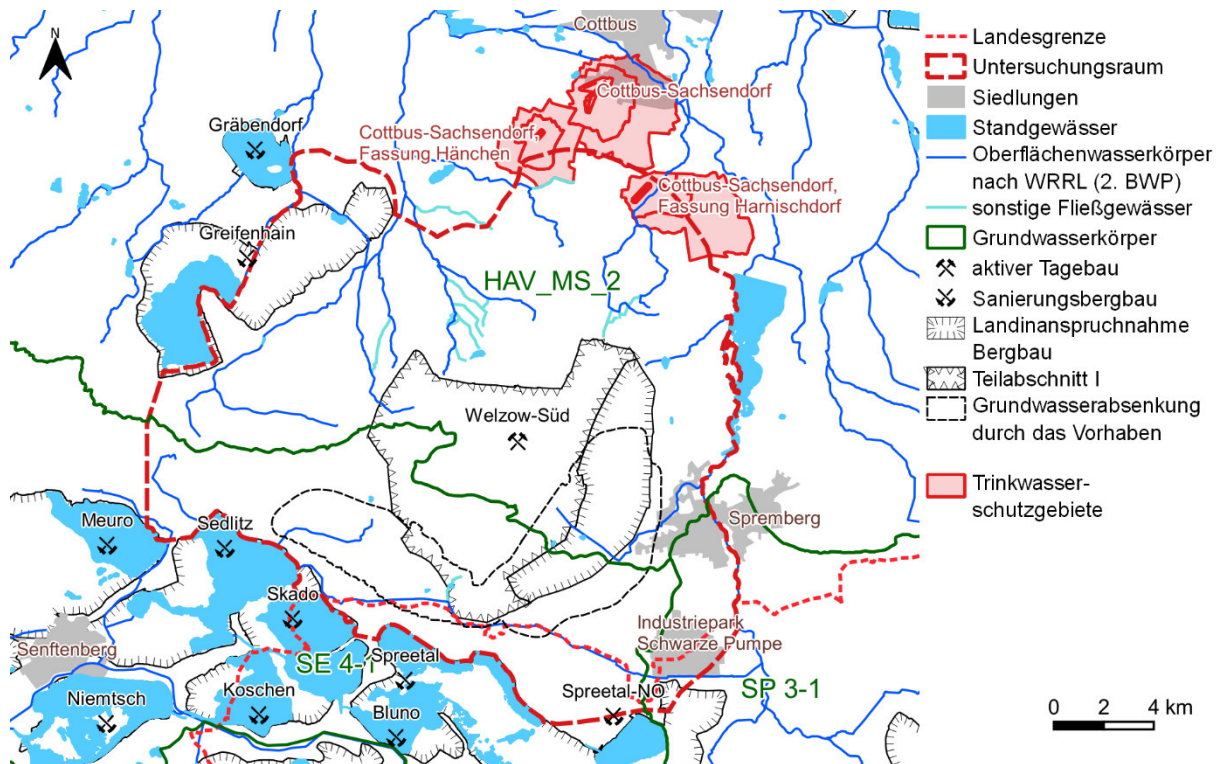 N
Cottbus
Cottbus-Sachsendorf
Gräbendorf
Cottbus-Sachsendorf,
Fassung Hänchen
Cottbus-Sachsendorf,
Fassung Harnischdorf
Greifenhain
HAV_MS_2
Welzow-Süd
Meuro
Sedlitz
Spremberg
Skado
Industriepark
Schwarze Pumpe
Senftenberg
SE 4-1
Spreetal
Niemtsch
Koschen
Bluno
Spreetal-NO
SP 3-1
Landesgrenze
Untersuchungsraum
Siedlungen
Standgewässer
Oberflächenwasserkörper
nach WRRL (2. BWP)
sonstige Fließgewässer
Grundwasserkörper
aktiver Tagebau
Sanierungsbergbau
Landinanspruchnahme
Bergbau
Teilabschnitt I
Grundwasserabsenkung
durch das Vorhaben
Trinkwasser-
schutzgebiete
0 2 4 km